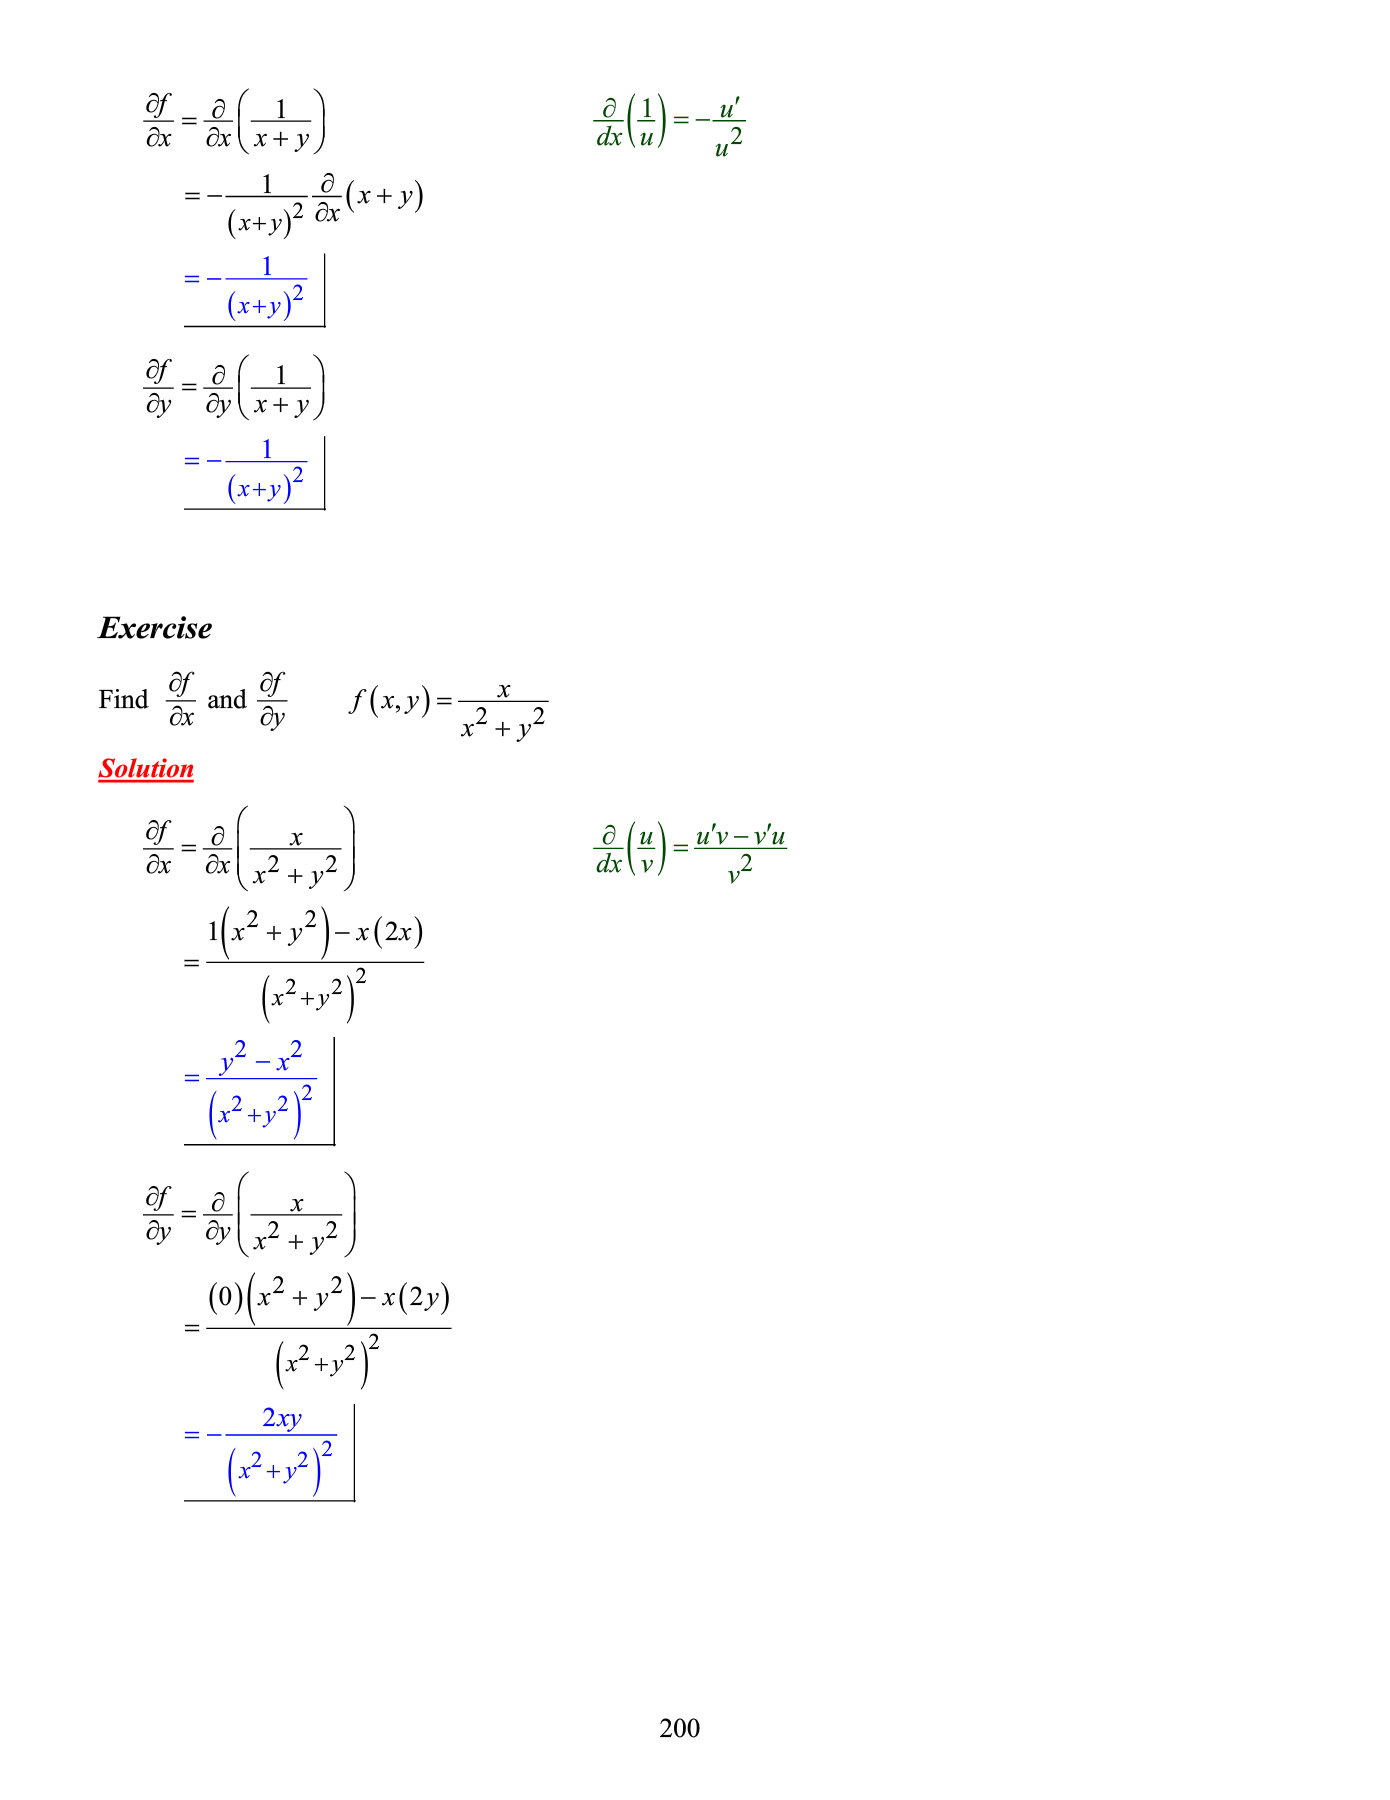 ∂f/∂x = ∂/∂x (1/(x + y))    ∂/dx (1/u) = −u′/u²
= −1/(x+y)² ∂/∂x (x + y)
= −1/(x+y)²
∂f/∂y = ∂/∂y (1/(x + y))
= −1/(x+y)²
Exercise
Find ∂f/∂x and ∂f/∂y    f(x, y) = x/(x² + y²)
Solution
∂f/∂x = ∂/∂x (x/(x² + y²))    ∂/dx (u/v) = (u′v − v′u)/v²
= (1(x² + y²) − x(2x))/(x²+y²)²
= (y² − x²)/(x²+y²)²
∂f/∂y = ∂/∂y (x/(x² + y²))
= ((0)(x² + y²) − x(2y))/(x²+y²)²
= −2xy/(x²+y²)²
200